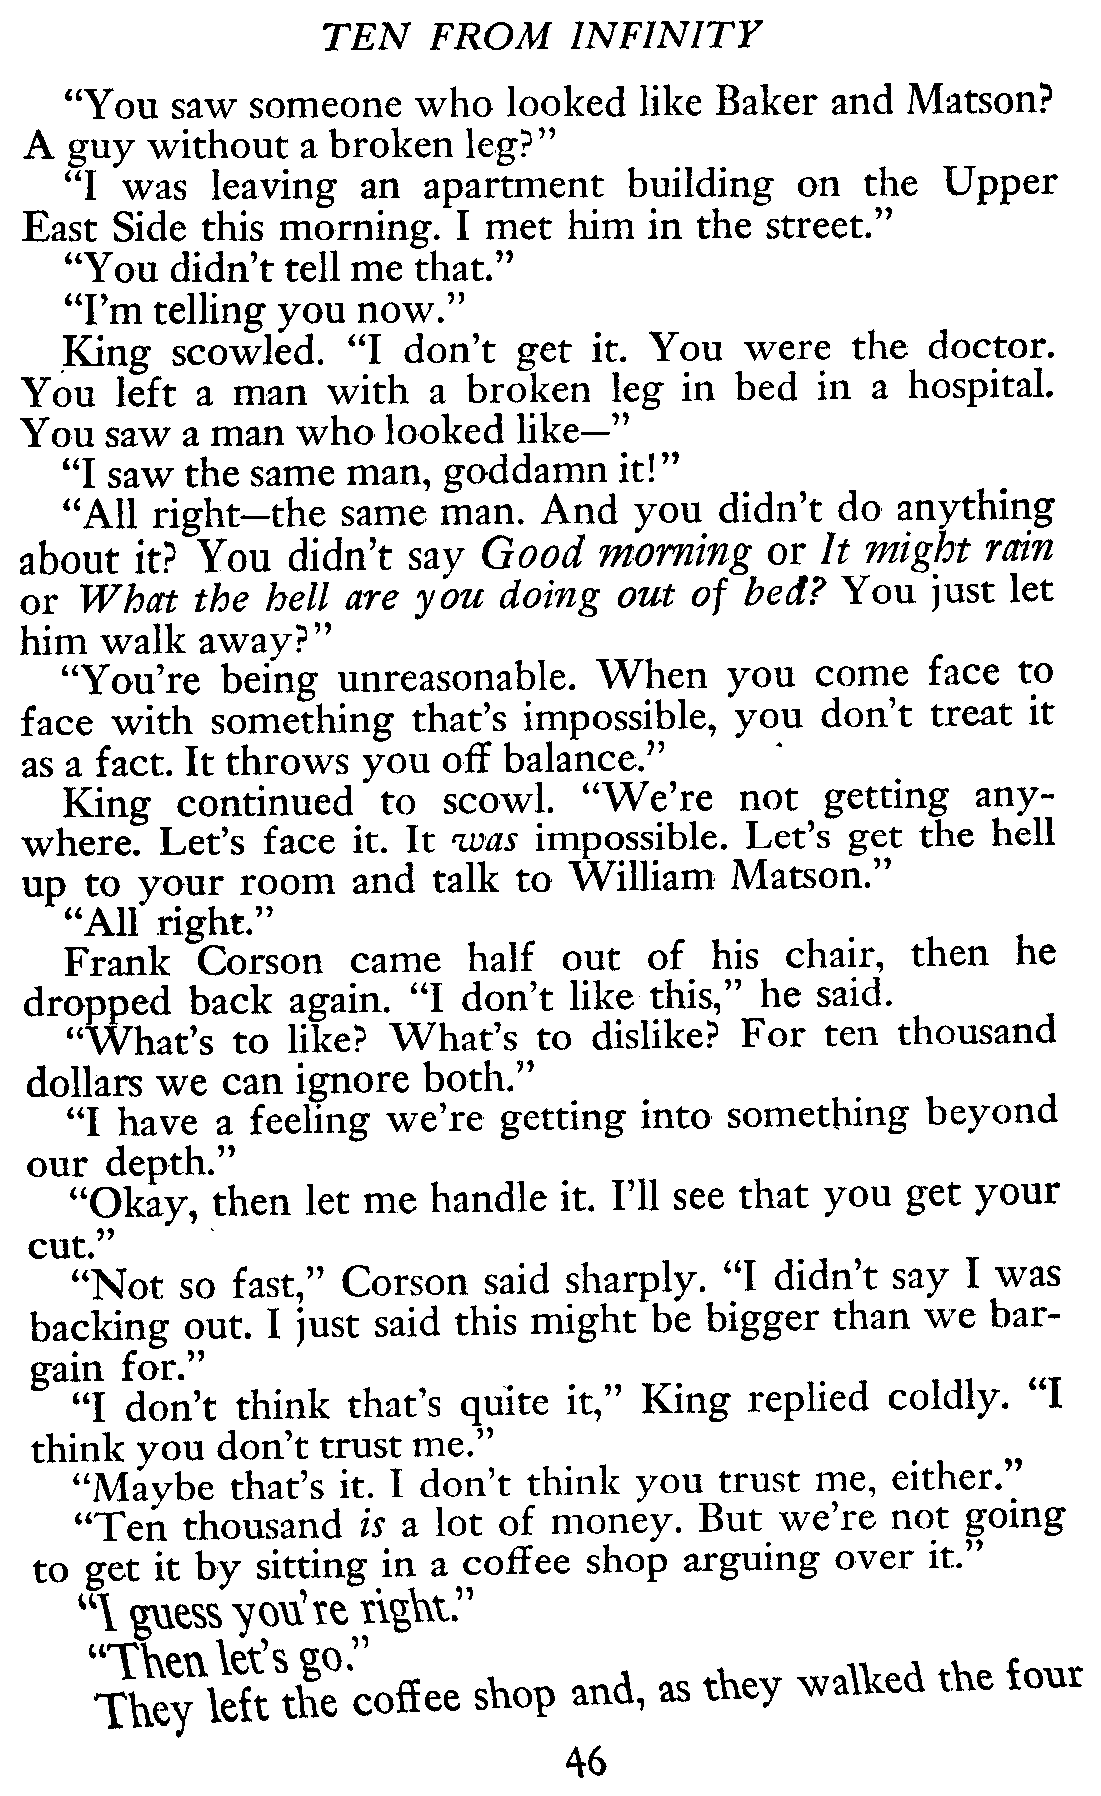 TEN FROM INFINITY
“You saw someone who looked like Baker and Matson?
A guy without a broken leg?”
“I was leaving an apartment building on the Upper
East Side this morning. I met him in the street.”
“You didn’t tell me that.”
“I’m telling you now.”
King scowled. “I don’t get it. You were the doctor.
You left a man with a broken leg in bed in a hospital.
You saw a man who looked like—”
“I saw the same man, goddamn it!”
“All right—the same man. And you didn’t do anything
about it? You didn’t say Good morning or It might rain
or What the hell are you doing out of bed? You just let
him walk away?”
“You’re being unreasonable. When you come face to
face with something that’s impossible, you don’t treat it
as a fact. It throws you off balance.”
King continued to scowl. “We’re not getting any-
where. Let’s face it. It was impossible. Let’s get the hell
up to your room and talk to William Matson.”
“All right.”
Frank Corson came half out of his chair, then he
dropped back again. “I don’t like this,” he said.
“What’s to like? What’s to dislike? For ten thousand
dollars we can ignore both.”
“I have a feeling we’re getting into something beyond
our depth.”
“Okay, then let me handle it. I’ll see that you get your
cut.”
“Not so fast,” Corson said sharply. “I didn’t say I was
backing out. I just said this might be bigger than we bar-
gain for.”
“I don’t think that’s quite it,” King replied coldly. “I
think you don’t trust me.”
“Maybe that’s it. I don’t think you trust me, either.”
“Ten thousand is a lot of money. But we’re not going
to get it by sitting in a coffee shop arguing over it.”
“I guess you’re right.”
“Then let’s go.”
They left the coffee shop and, as they walked the four
46